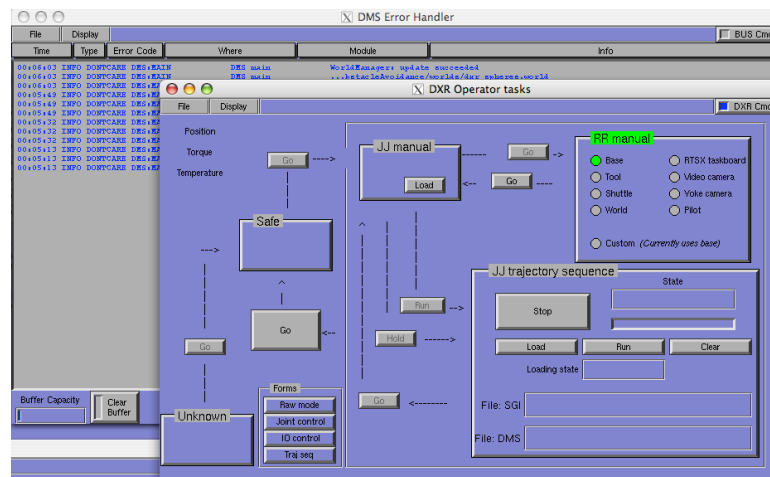 DMS Error Handler
File Display BUS Cmd
Time Type Error Code Where Module Info
00:06:03 INFO DONTCARE DMS:MAIN DMS main WorldManager: update succeeded
00:06:03 INFO DONTCARE DMS:MAIN DMS main ...bstacleAvoidance/worlds/dxr_spheres.world
00:06:03 INFO DONTCARE DMS:MA
00:05:49 INFO DONTCARE DMS:MA
00:05:49 INFO DONTCARE DMS:MA
00:05:49 INFO DONTCARE DMS:MA
00:05:32 INFO DONTCARE DMS:MA
00:05:32 INFO DONTCARE DMS:MA
00:05:32 INFO DONTCARE DMS:MA
00:05:13 INFO DONTCARE DMS:MA
00:05:13 INFO DONTCARE DMS:MA
00:05:13 INFO DONTCARE DMS:MA
Buffer Capacity
Clear
Buffer
DXR Operator tasks
File Display DXR Cmd
Position
Torque
Temperature
Go ---->
Safe
--->
Go
<--
Go
Unknown
Forms
Raw mode
Joint control
IO control
Traj seq
JJ manual
Load
------ Go ->
<-- Go ----
Run -->
Hold ------>
Go <-------
RR manual
Base RTSX taskboard
Tool Video camera
Shuttle Yoke camera
World Pilot
Custom (Currently uses base)
JJ trajectory sequence
State
Stop
Load Run Clear
Loading state
File: SGI
File: DMS